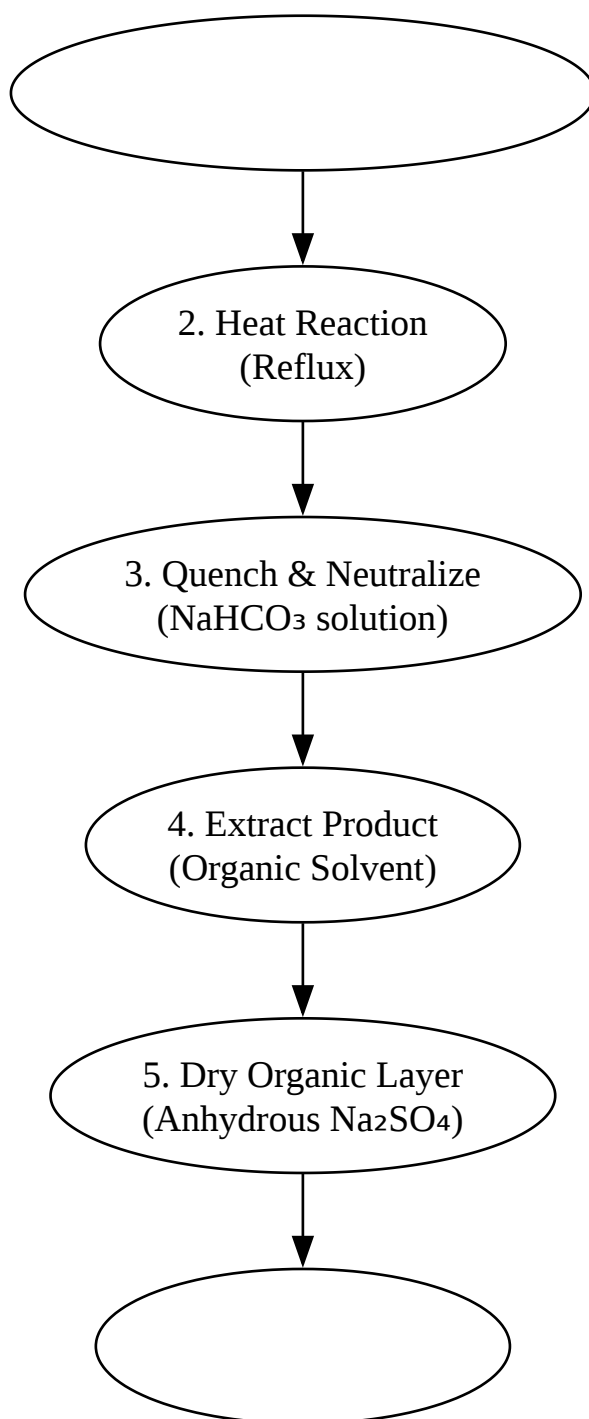 2. Heat Reaction
(Reflux)
3. Quench & Neutralize
(NaHCO₃ solution)
4. Extract Product
(Organic Solvent)
5. Dry Organic Layer
(Anhydrous Na₂SO₄)